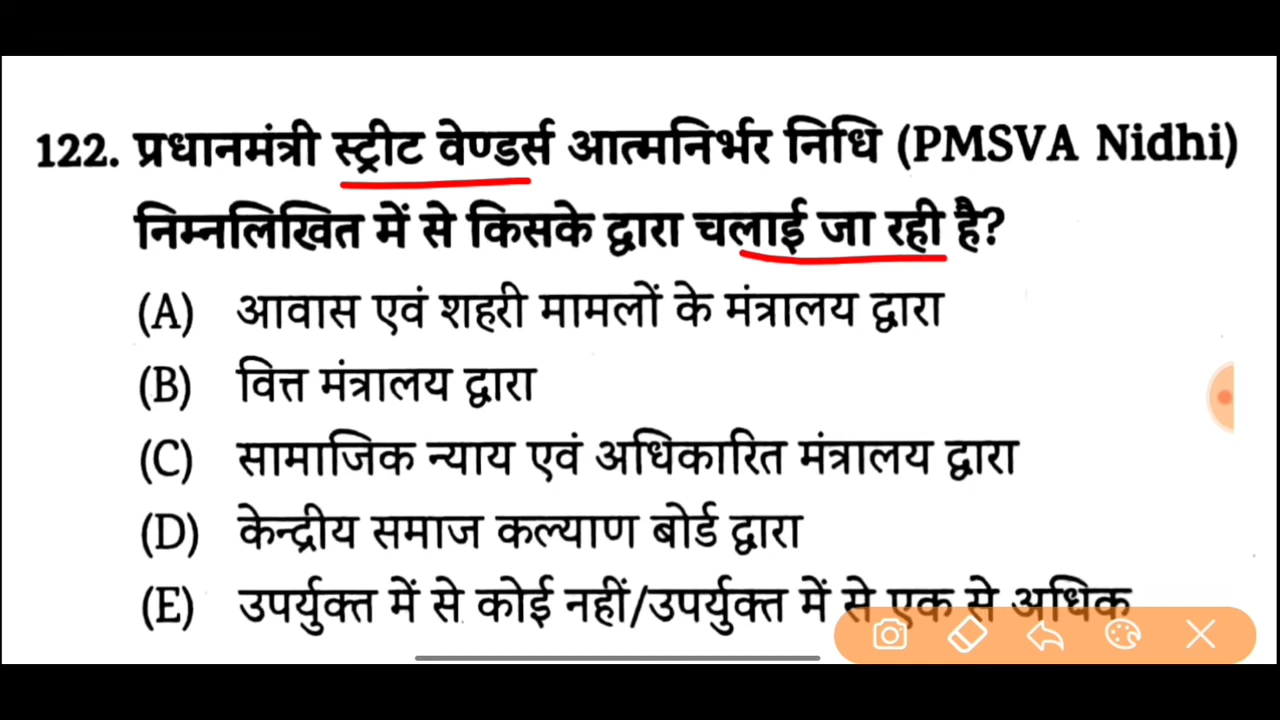 122. प्रधानमंत्री स्ट्रीट वेण्डर्स आत्मनिर्भर निधि (PMSVA Nidhi)
निम्नलिखित में से किसके द्वारा चलाई जा रही है?
(A) आवास एवं शहरी मामलों के मंत्रालय द्वारा
(B) वित्त मंत्रालय द्वारा
(C) सामाजिक न्याय एवं अधिकारित मंत्रालय द्वारा
(D) केन्द्रीय समाज कल्याण बोर्ड द्वारा
(E) उपर्युक्त में से कोई नहीं/उपर्युक्त में से एक से अधिक